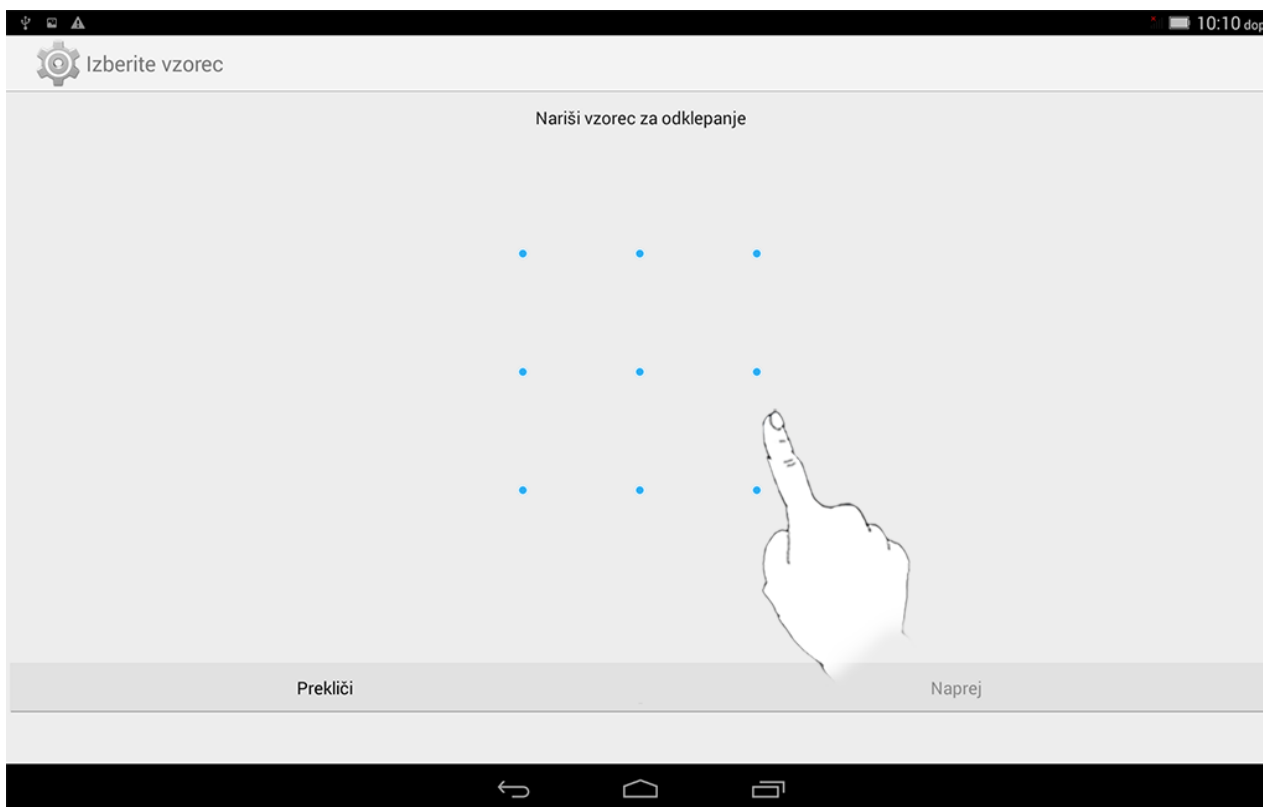 10:10 dop
Izberite vzorec
Nariši vzorec za odklepanje
Prekliči
Naprej